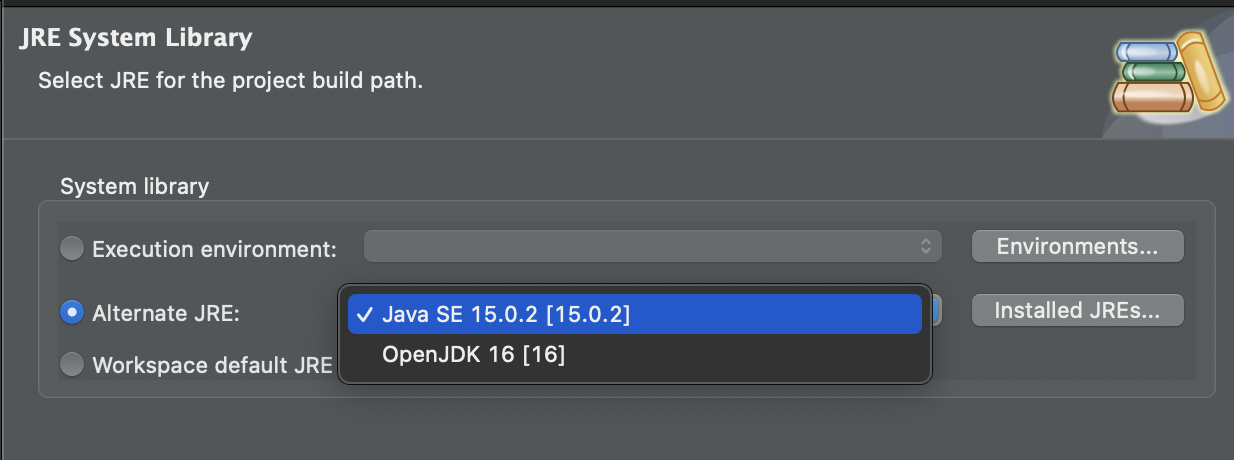 JRE System Library
Select JRE for the project build path.
System library
Execution environment:
Environments...
Alternate JRE:
✓ Java SE 15.0.2 [15.0.2]
Installed JREs...
OpenJDK 16 [16]
Workspace default JRE